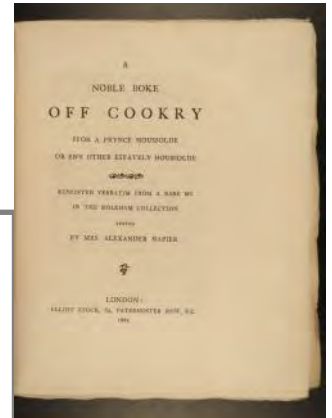 A
NOBLE BOKE
OFF COOKRY
FFOR A PRYNCE HOUSSOLDE
OR ENY OTHER ESTATELY HOUSSOLDE
REPRINTED VERBATIM FROM A RARE MS
IN THE HOLKHAM COLLECTION
EDITED
BY MRS ALEXANDER NAPIER
LONDON:
ELLIOT STOCK, 62, PATERNOSTER ROW, E.C.
1882